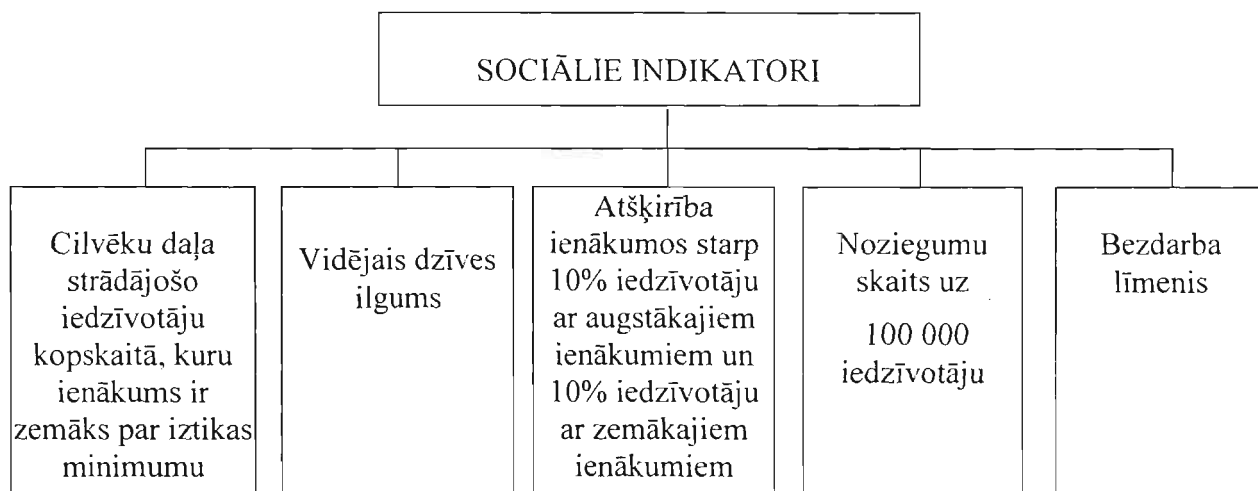 SOCIĀLIE INDIKATORI
Cilvēku daļa
strādājošo
iedzīvotāju
kopskaitā, kuru
ienākums ir
zemāks par iztikas
minimumu
Vidējais dzīves
ilgums
Atšķirība
ienākumos starp
10% iedzīvotāju
ar augstākajiem
ienākumiem un
10% iedzīvotāju
ar zemākajiem
ienākumiem
Noziegumu
skaits uz
100 000
iedzīvotāju
Bezdarba
līmenis